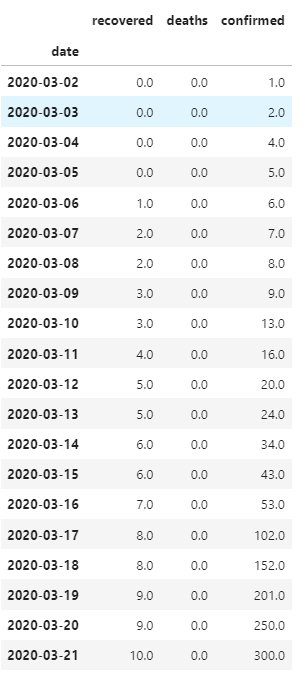 recovered deaths confirmed
date
2020-03-02 0.0 0.0 1.0
2020-03-03 0.0 0.0 2.0
2020-03-04 0.0 0.0 4.0
2020-03-05 0.0 0.0 5.0
2020-03-06 1.0 0.0 6.0
2020-03-07 2.0 0.0 7.0
2020-03-08 2.0 0.0 8.0
2020-03-09 3.0 0.0 9.0
2020-03-10 3.0 0.0 13.0
2020-03-11 4.0 0.0 16.0
2020-03-12 5.0 0.0 20.0
2020-03-13 5.0 0.0 24.0
2020-03-14 6.0 0.0 34.0
2020-03-15 6.0 0.0 43.0
2020-03-16 7.0 0.0 53.0
2020-03-17 8.0 0.0 102.0
2020-03-18 8.0 0.0 152.0
2020-03-19 9.0 0.0 201.0
2020-03-20 9.0 0.0 250.0
2020-03-21 10.0 0.0 300.0